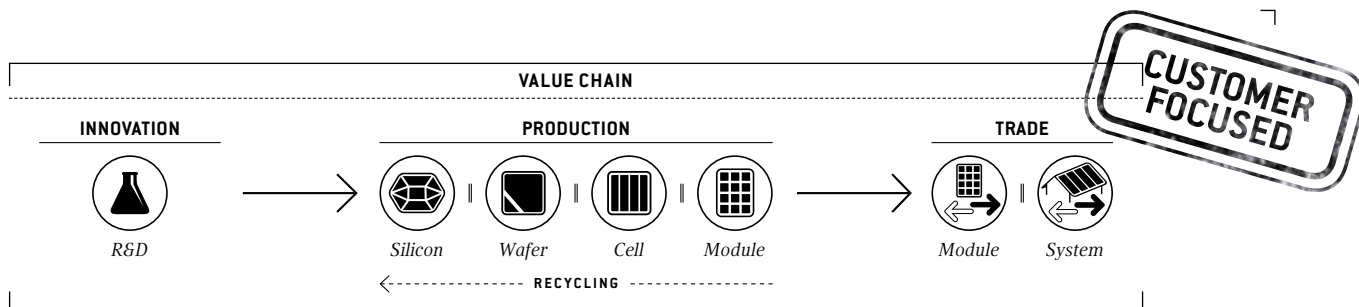 CUSTOMER
FOCUSED
VALUE CHAIN
INNOVATION
PRODUCTION
TRADE
R&D
Silicon
Wafer
Cell
Module
Module
System
RECYCLING